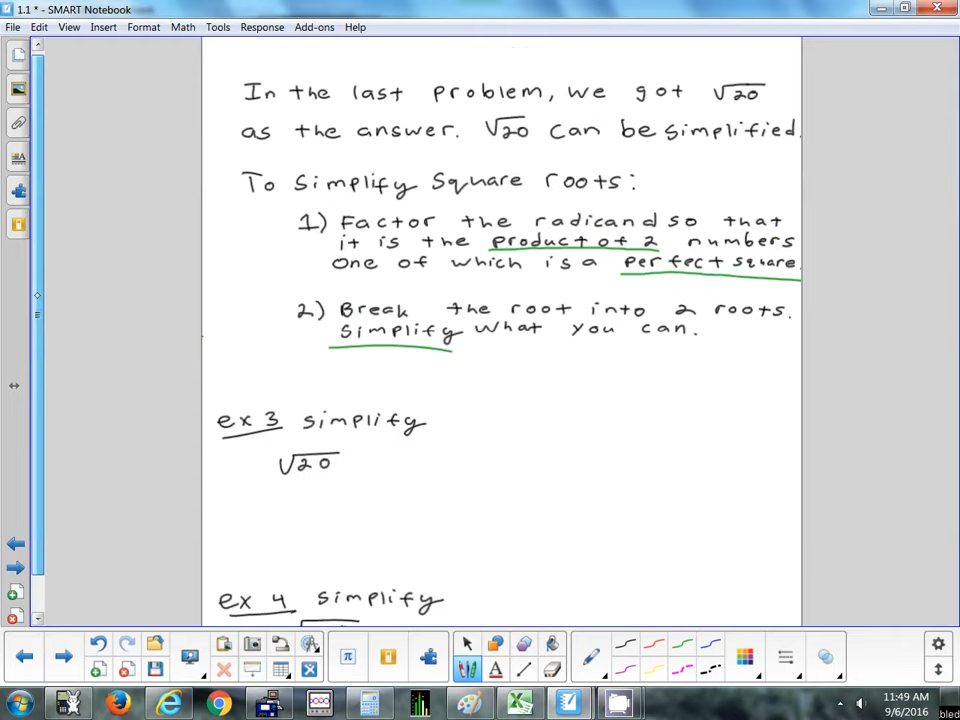 1.1 * - SMART Notebook
File Edit View Insert Format Math Tools Response Add-ons Help
In the last problem, we got √20
as the answer. √20 can be simplified.
To Simplify Square roots:
1) Factor the radicand so that
it is the product of 2 numbers
One of which is a perfect square.
2) Break the root into 2 roots.
Simplify what you can.
ex 3 simplify
√20
ex 4 simplify
11:49 AM
9/6/2016
bled